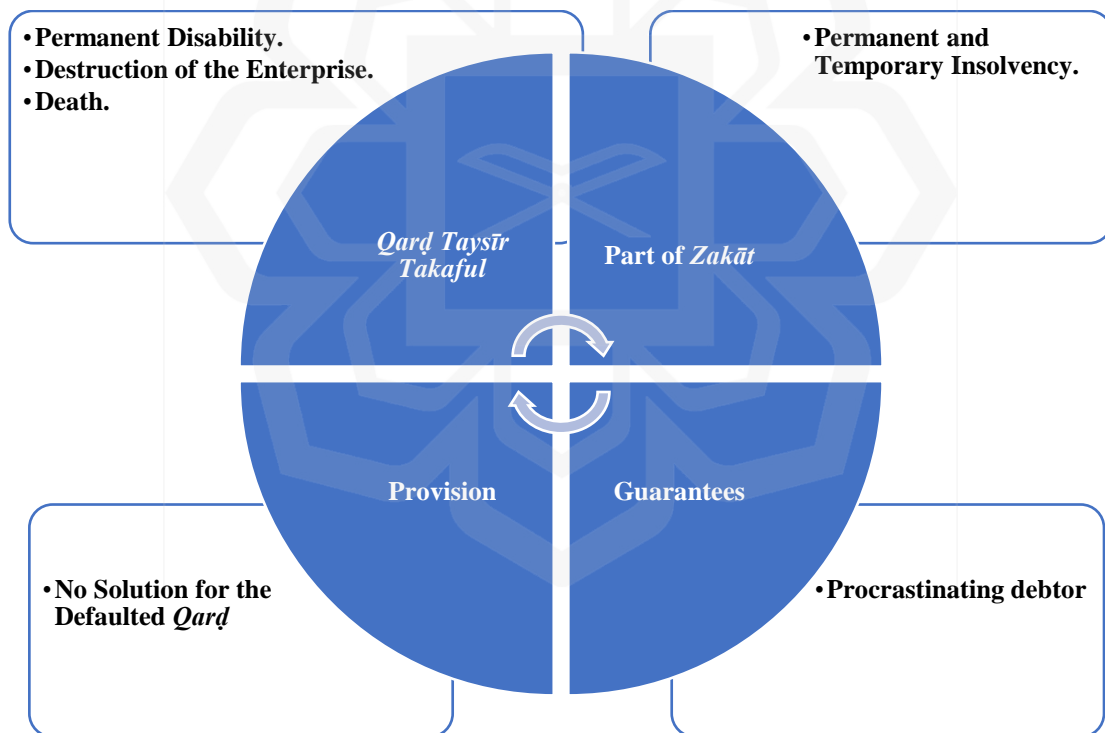 •Permanent Disability.
•Destruction of the Enterprise.
•Death.
•Permanent and
Temporary Insolvency.
Qarḍ Taysīr
Takaful
Part of Zakāt
Provision
Guarantees
•No Solution for the
Defaulted Qarḍ
•Procrastinating debtor